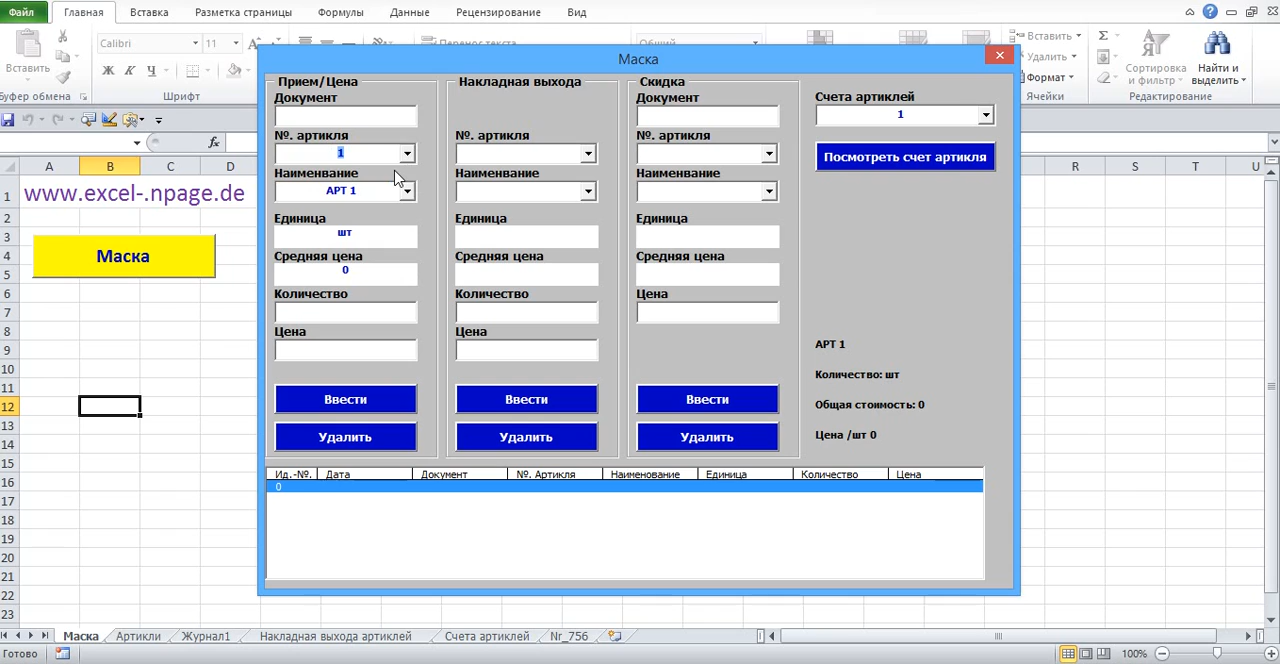 Файл Главная Вставка Разметка страницы Формулы Данные Рецензирование Вид
Calibri 11 Перенос текста Общий Вставить Σ
Вставить Удалить Сортировка Найти и
Ж К Ч Формат и фильтр выделить
Буфер обмена Шрифт Ячейки Редактирование
fx
A B C D R S T U
1 www.excel-.npage.de
2
3
4
5
6
7
8
9
10
11
12
13
14
15
16
17
18
19
20
21
22
23
Маска
Маска
Прием/Цена
Документ
№. артикля
1
Наименвание
АРТ 1
Единица
шт
Средняя цена
0
Количество
Цена
Ввести
Удалить
Накладная выхода
№. артикля
Наименвание
Единица
Средняя цена
Количество
Цена
Ввести
Удалить
Скидка
Документ
№. артикля
Наименвание
Единица
Средняя цена
Цена
Ввести
Удалить
Счета артиклей
1
Посмотреть счет артикля
АРТ 1
Количество: шт
Общая стоимость: 0
Цена /шт 0
Ид.-№. Дата Документ №. Артикля Наименование Единица Количество Цена
0
Маска Артикли Журнал1 Накладная выхода артиклей Счета артиклей Nr_756
Готово 100%